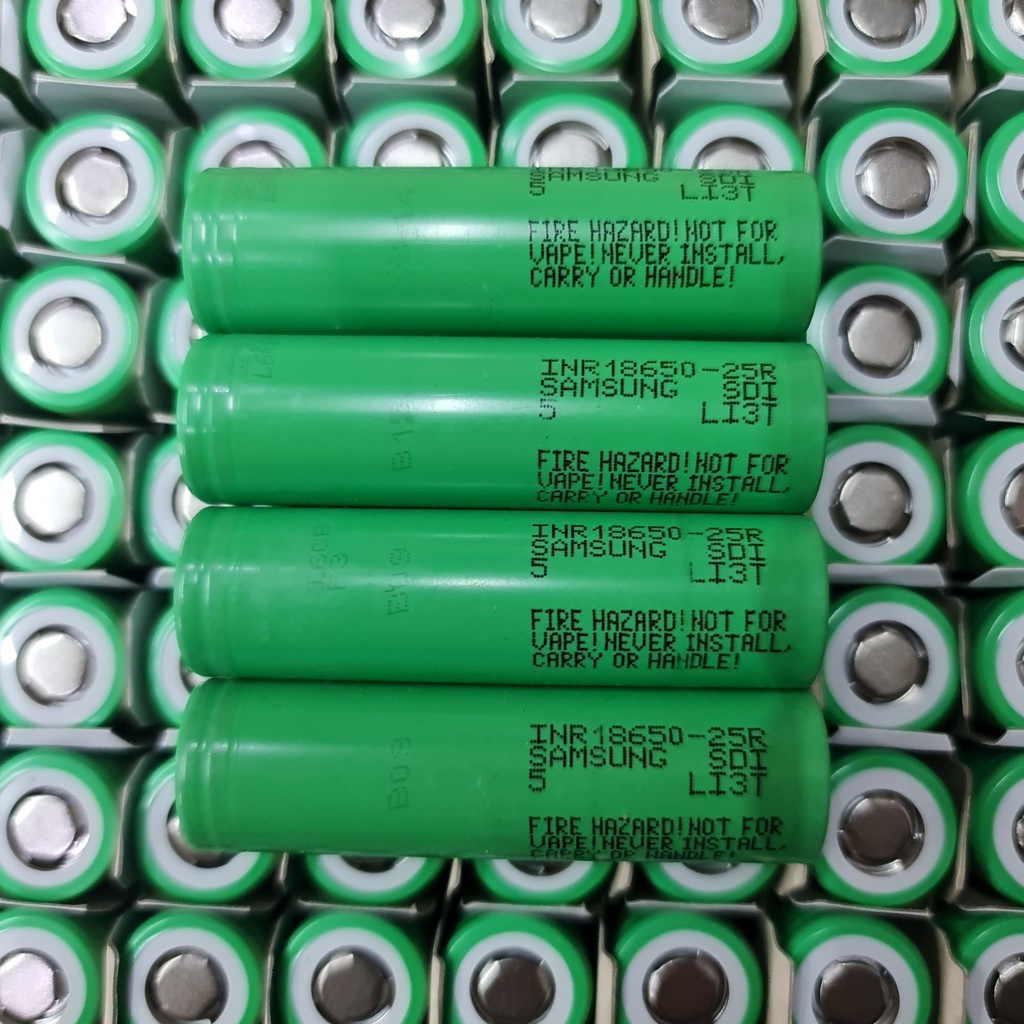 SAMSUNG SDI
5 LI3T
FIRE HAZARD!NOT FOR
VAPE!NEVER INSTALL,
CARRY OR HANDLE!
INR18650-25R
SAMSUNG SDI
5 LI3T
FIRE HAZARD!NOT FOR
VAPE!NEVER INSTALL,
CARRY OR HANDLE!
INR18650-25R
SAMSUNG SDI
5 LI3T
FIRE HAZARD!NOT FOR
VAPE!NEVER INSTALL,
CARRY OR HANDLE!
B03
INR18650-25R
SAMSUNG SDI
5 LI3T
FIRE HAZARD!NOT FOR
VAPE!NEVER INSTALL,
CARRY OR HANDLE!